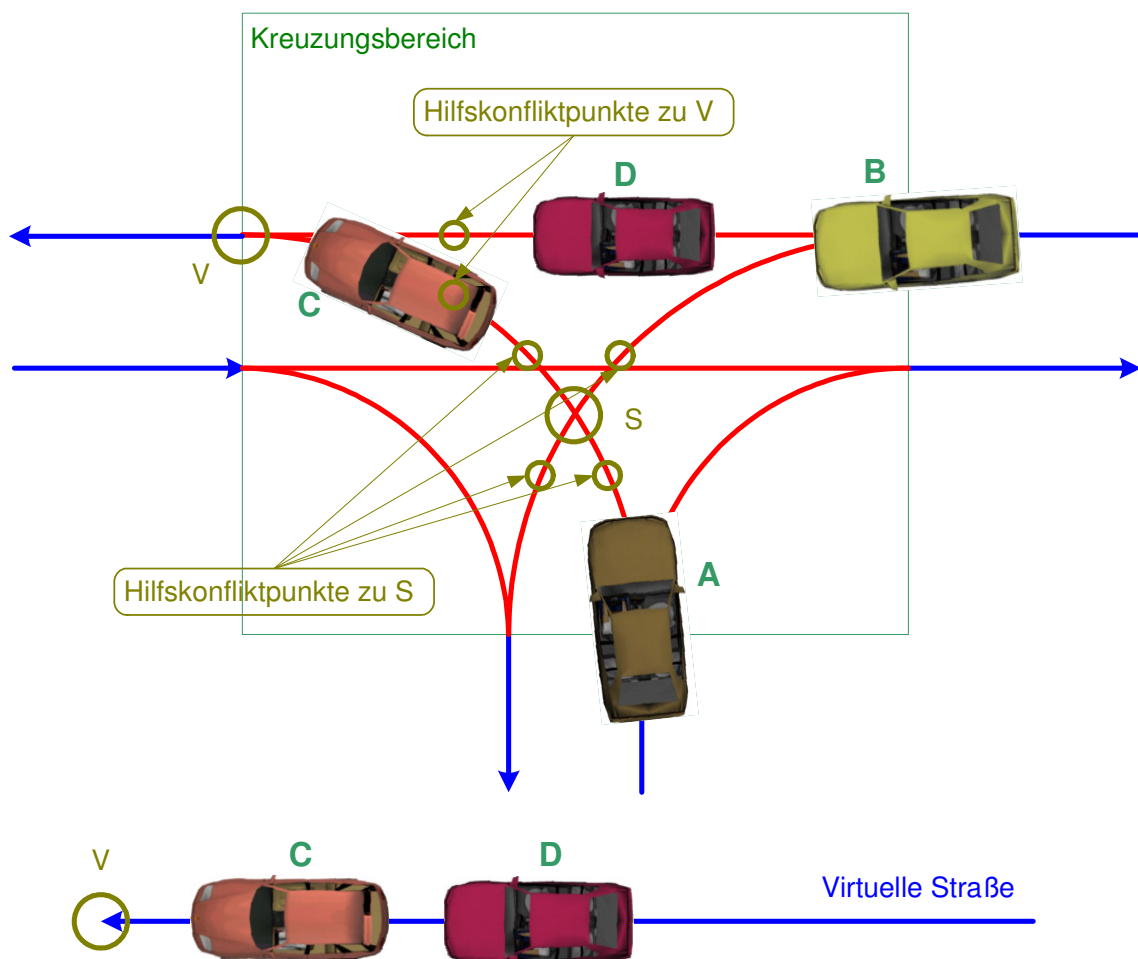 Kreuzungsbereich
Hilfskonfliktpunkte zu V
D
B
V
C
S
A
Hilfskonfliktpunkte zu S
V
C
D
Virtuelle Straße